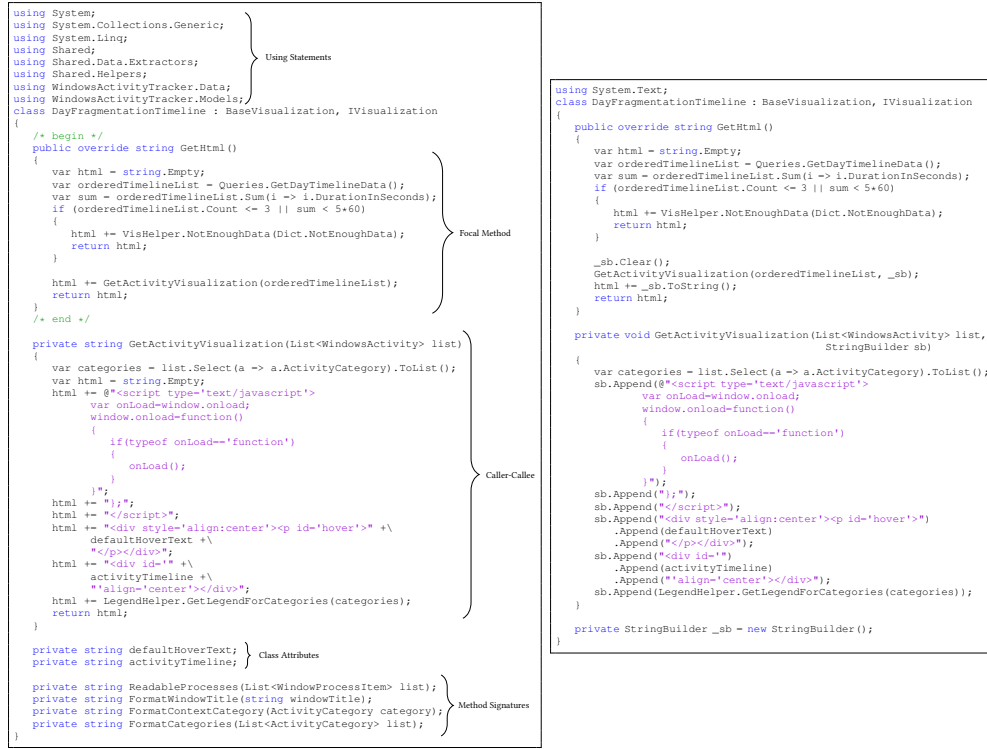 using System;
using System.Collections.Generic;
using System.Linq;
using Shared;
using Shared.Data.Extractors;
using Shared.Helpers;
using WindowsActivityTracker.Data;
using WindowsActivityTracker.Models;
Using Statements
class DayFragmentationTimeline : BaseVisualization, IVisualization
{
/* begin */
public override string GetHtml()
{
var html = string.Empty;
var orderedTimelineList = Queries.GetDayTimelineData();
var sum = orderedTimelineList.Sum(i => i.DurationInSeconds);
if (orderedTimelineList.Count <= 3 || sum < 5*60)
{
html += VisHelper.NotEnoughData(Dict.NotEnoughData);
return html;
}
html += GetActivityVisualization(orderedTimelineList);
return html;
}
/* end */
Focal Method
private string GetActivityVisualization(List<WindowsActivity> list)
{
var categories = list.Select(a => a.ActivityCategory).ToList();
var html = string.Empty;
html += @"<script type='text/javascript'>
var onLoad=window.onload;
window.onload=function()
{
if(typeof onLoad=='function')
{
onLoad();
}
}";
html += "};";
html += "</script>";
html += "<div style='align:center'><p id='hover'>" +\
defaultHoverText +\
"</p></div>";
html += "<div id='" +\
activityTimeline +\
"'align='center'></div>";
html += LegendHelper.GetLegendForCategories(categories);
return html;
}
Caller-Callee
private string defaultHoverText;
private string activityTimeline;
Class Attributes
private string ReadableProcesses(List<WindowProcessItem> list);
private string FormatWindowTitle(string windowTitle);
private string FormatContextCategory(ActivityCategory category);
private string FormatCategories(List<ActivityCategory> list);
Method Signatures
}
using System.Text;
class DayFragmentationTimeline : BaseVisualization, IVisualization
{
public override string GetHtml()
{
var html = string.Empty;
var orderedTimelineList = Queries.GetDayTimelineData();
var sum = orderedTimelineList.Sum(i => i.DurationInSeconds);
if (orderedTimelineList.Count <= 3 || sum < 5*60)
{
html += VisHelper.NotEnoughData(Dict.NotEnoughData);
return html;
}
_sb.Clear();
GetActivityVisualization(orderedTimelineList, _sb);
html += _sb.ToString();
return html;
}
private void GetActivityVisualization(List<WindowsActivity> list,
StringBuilder sb)
{
var categories = list.Select(a => a.ActivityCategory).ToList();
sb.Append(@"<script type='text/javascript'>
var onLoad=window.onload;
window.onload=function()
{
if(typeof onLoad=='function')
{
onLoad();
}
}");
sb.Append("};");
sb.Append("</script>");
sb.Append("<div style='align:center'><p id='hover'>")
.Append(defaultHoverText)
.Append("</p></div>");
sb.Append("<div id='")
.Append(activityTimeline)
.Append("'align='center'></div>");
sb.Append(LegendHelper.GetLegendForCategories(categories));
}
private StringBuilder _sb = new StringBuilder();
}